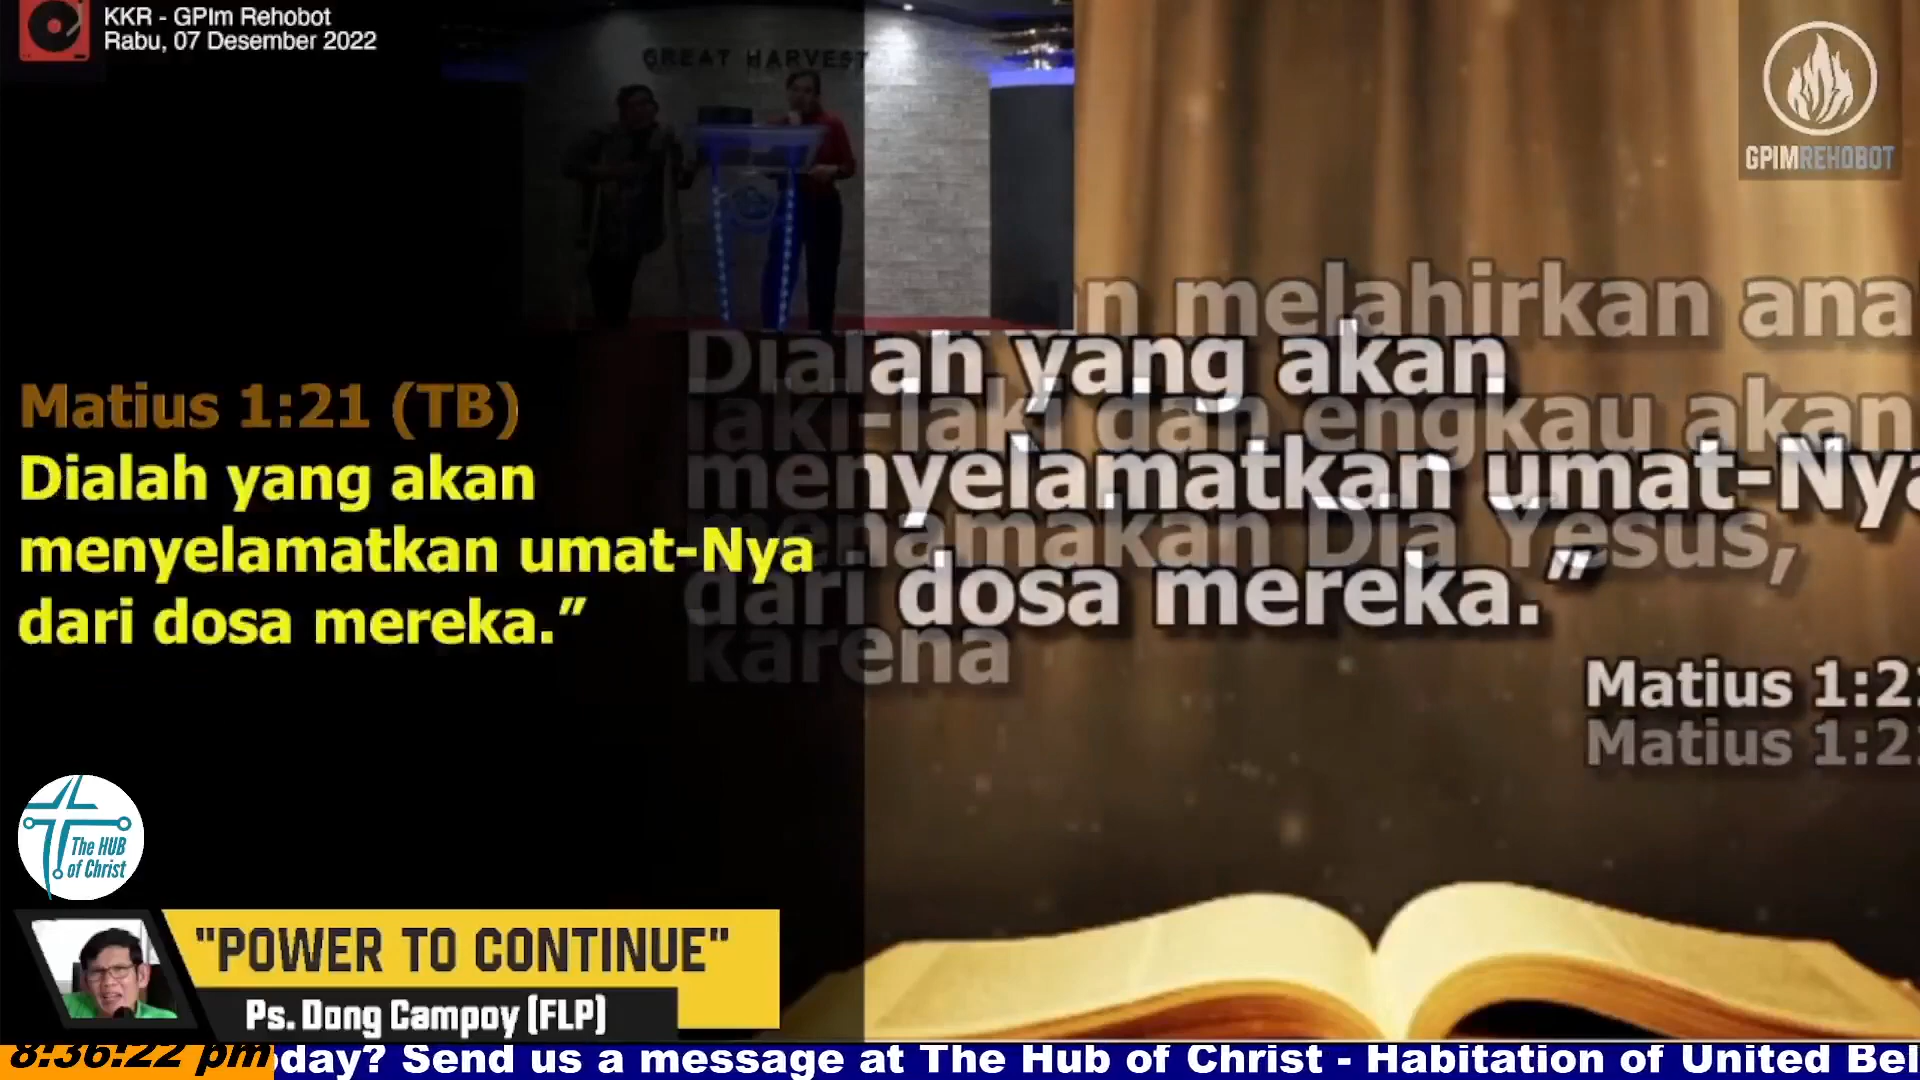 KKR - GPIm Rehobot
Rabu, 07 Desember 2022
GREAT HARVEST
GPIMREHOBOT
Matius 1:21 (TB)
Dialah yang akan
menyelamatkan umat-Nya
dari dosa mereka.”
n melahirkan ana
Dialah yang akan
laki-laki dan engkau akan
menyelamatkan umat-Nya
menamakan Dia Yesus,
dari dosa mereka.”
karena
Matius 1:21
Matius 1:21
The HUB
of Christ
"POWER TO CONTINUE"
Ps. Dong Campoy (FLP)
8:36:22 pm
oday? Send us a message at The Hub of Christ - Habitation of United Bel